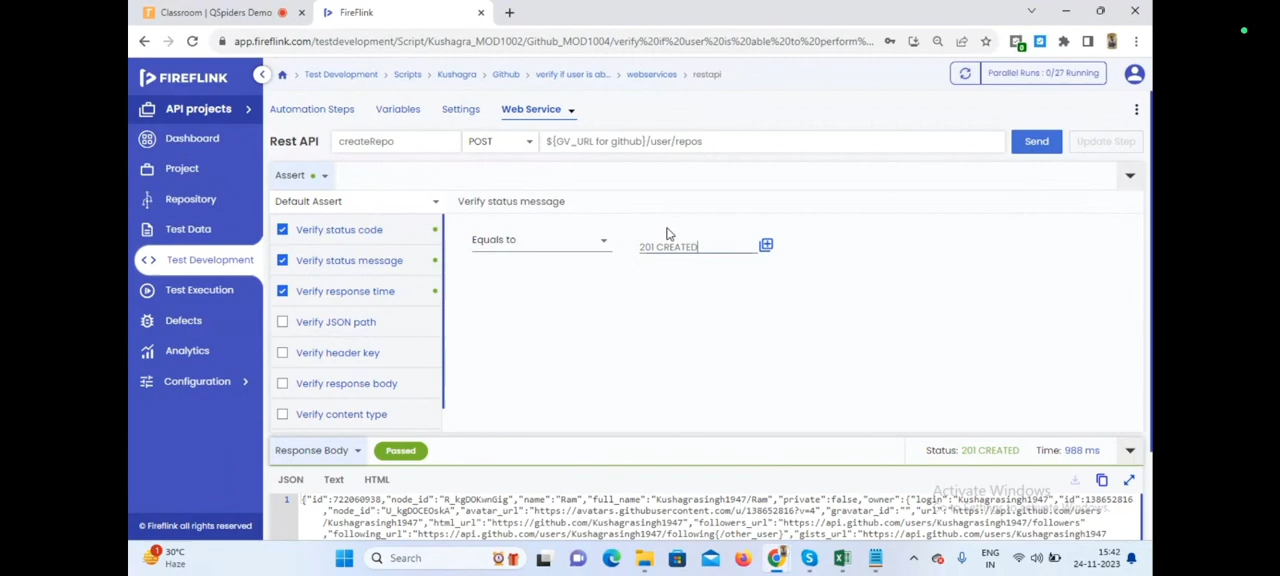 Classroom | QSpiders Demo
FireFlink
app.fireflink.com/testdevelopment/Script/Kushagra_MOD1002/Github_MOD1004/verify%20if%20user%20is%20able%20to%20perform%...
FIREFLINK
Test Development
Scripts
Kushagra
Github
verify if user is ab...
webservices
restapi
Parallel Runs : 0/27 Running
API projects
Automation Steps
Variables
Settings
Web Service
Dashboard
Rest API
createRepo
POST
${GV_URL for github}/user/repos
Send
Update Step
Project
Assert
Repository
Default Assert
Verify status message
Test Data
Verify status code
Equals to
201 CREATED
Test Development
Verify status message
Test Execution
Verify response time
Defects
Verify JSON path
Analytics
Verify header key
Configuration
Verify response body
Verify content type
Response Body
Passed
Status: 201 CREATED
Time: 988 ms
JSON
Text
HTML
1
{"id":722060938,"node_id":"R_kgDOKwnGig","name":"Ram","full_name":"Kushagrasingh1947/Ram","private":false,"owner":{"login":"Kushagrasingh1947","id":138652816
,"node_id":"U_kgDOCEOskA","avatar_url":"https://avatars.githubusercontent.com/u/138652816?v=4","gravatar_id":"","url":"https://api.github.com/users
/Kushagrasingh1947","html_url":"https://github.com/Kushagrasingh1947","followers_url":"https://api.github.com/users/Kushagrasingh1947/followers"
,"following_url":"https://api.github.com/users/Kushagrasingh1947/following{/other_user}","gists_url":"https://api.github.com/users/Kushagrasingh1947
Activate Windows
© Fireflink all rights reserved
30°C
Haze
Search
ENG
IN
15:42
24-11-2023